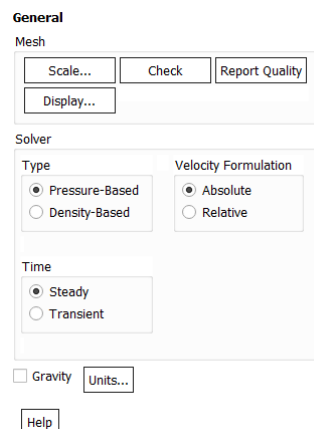 General
Mesh
Scale... Check Report Quality
Display...
Solver
Type Velocity Formulation
Pressure-Based Absolute
Density-Based Relative
Time
Steady
Transient
Gravity Units...
Help